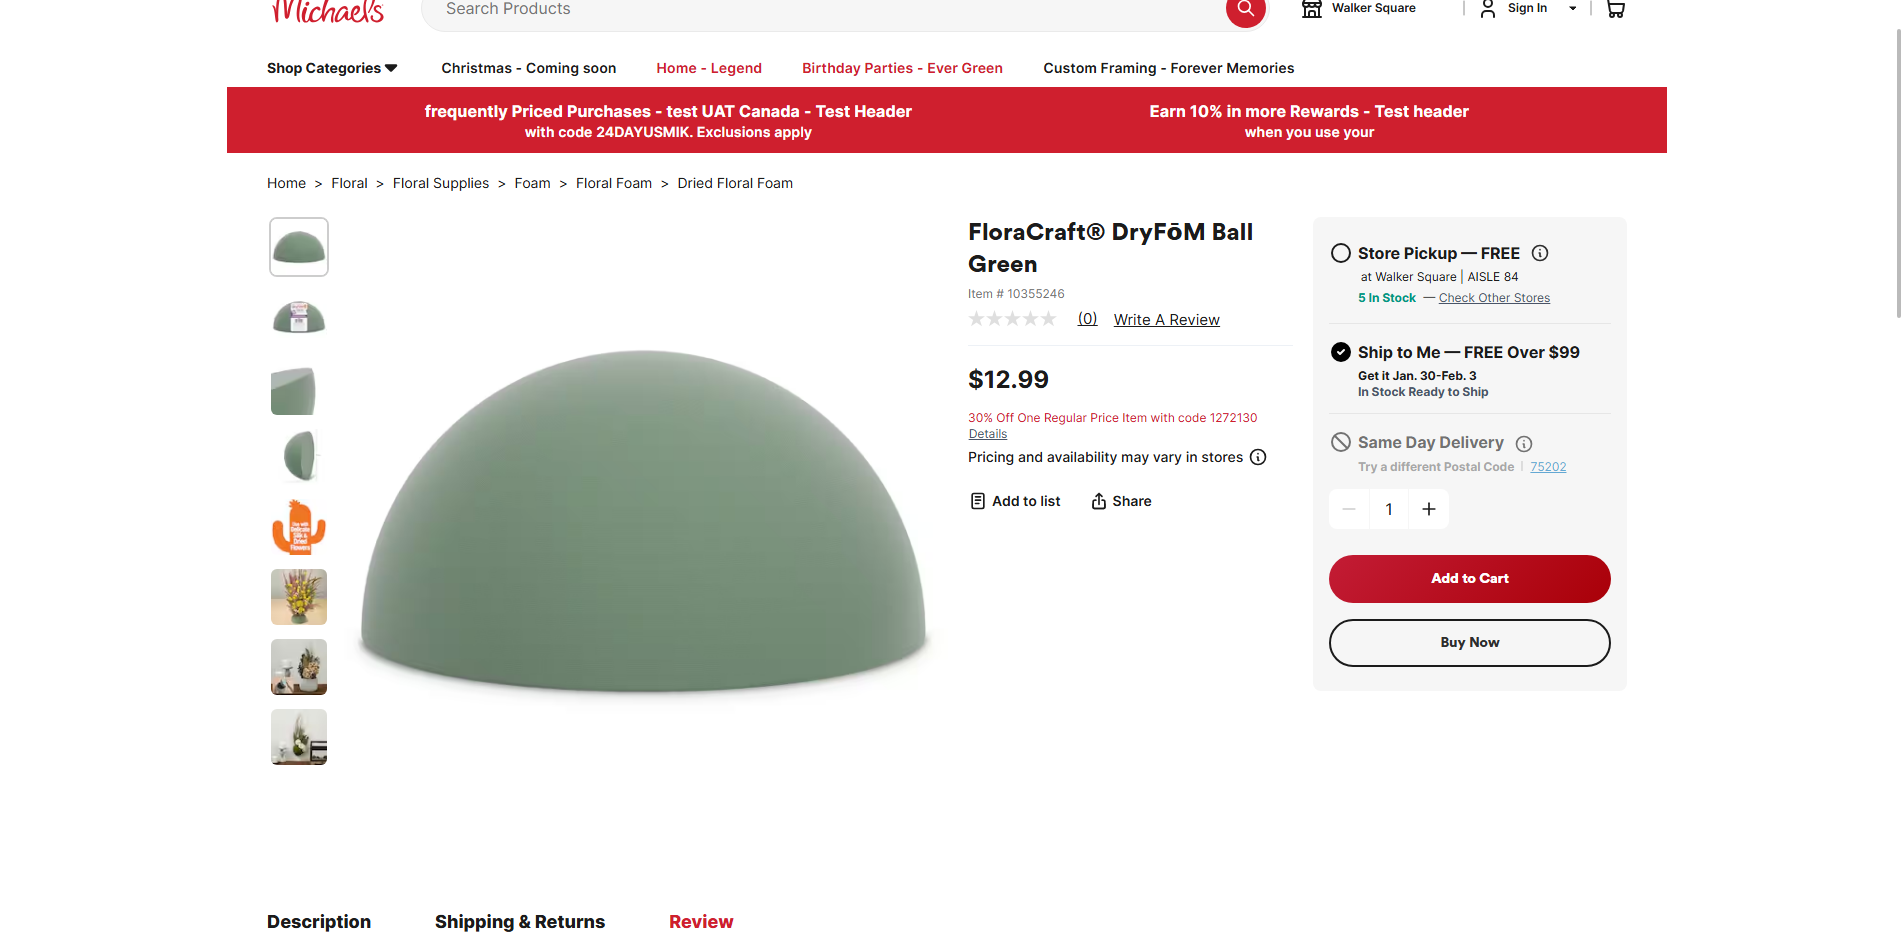 Michaels
Search Products
Walker Square
Sign In
Shop Categories
Christmas - Coming soon
Home - Legend
Birthday Parties - Ever Green
Custom Framing - Forever Memories
frequently Priced Purchases - test UAT Canada - Test Header
with code 24DAYUSMIK. Exclusions apply
Earn 10% in more Rewards - Test header
when you use your
Home > Floral > Floral Supplies > Foam > Floral Foam > Dried Floral Foam
FloraCraft® DryFōM Ball
Green
Item # 10355246
(0) Write A Review
$12.99
30% Off One Regular Price Item with code 1272130
Details
Pricing and availability may vary in stores
Add to list
Share
Store Pickup — FREE
at Walker Square | AISLE 84
5 In Stock — Check Other Stores
Ship to Me — FREE Over $99
Get it Jan. 30-Feb. 3
In Stock Ready to Ship
Same Day Delivery
Try a different Postal Code | 75202
1
Add to Cart
Buy Now
Use with
Delicate
Silk &
Dried
Flowers
Description
Shipping & Returns
Review